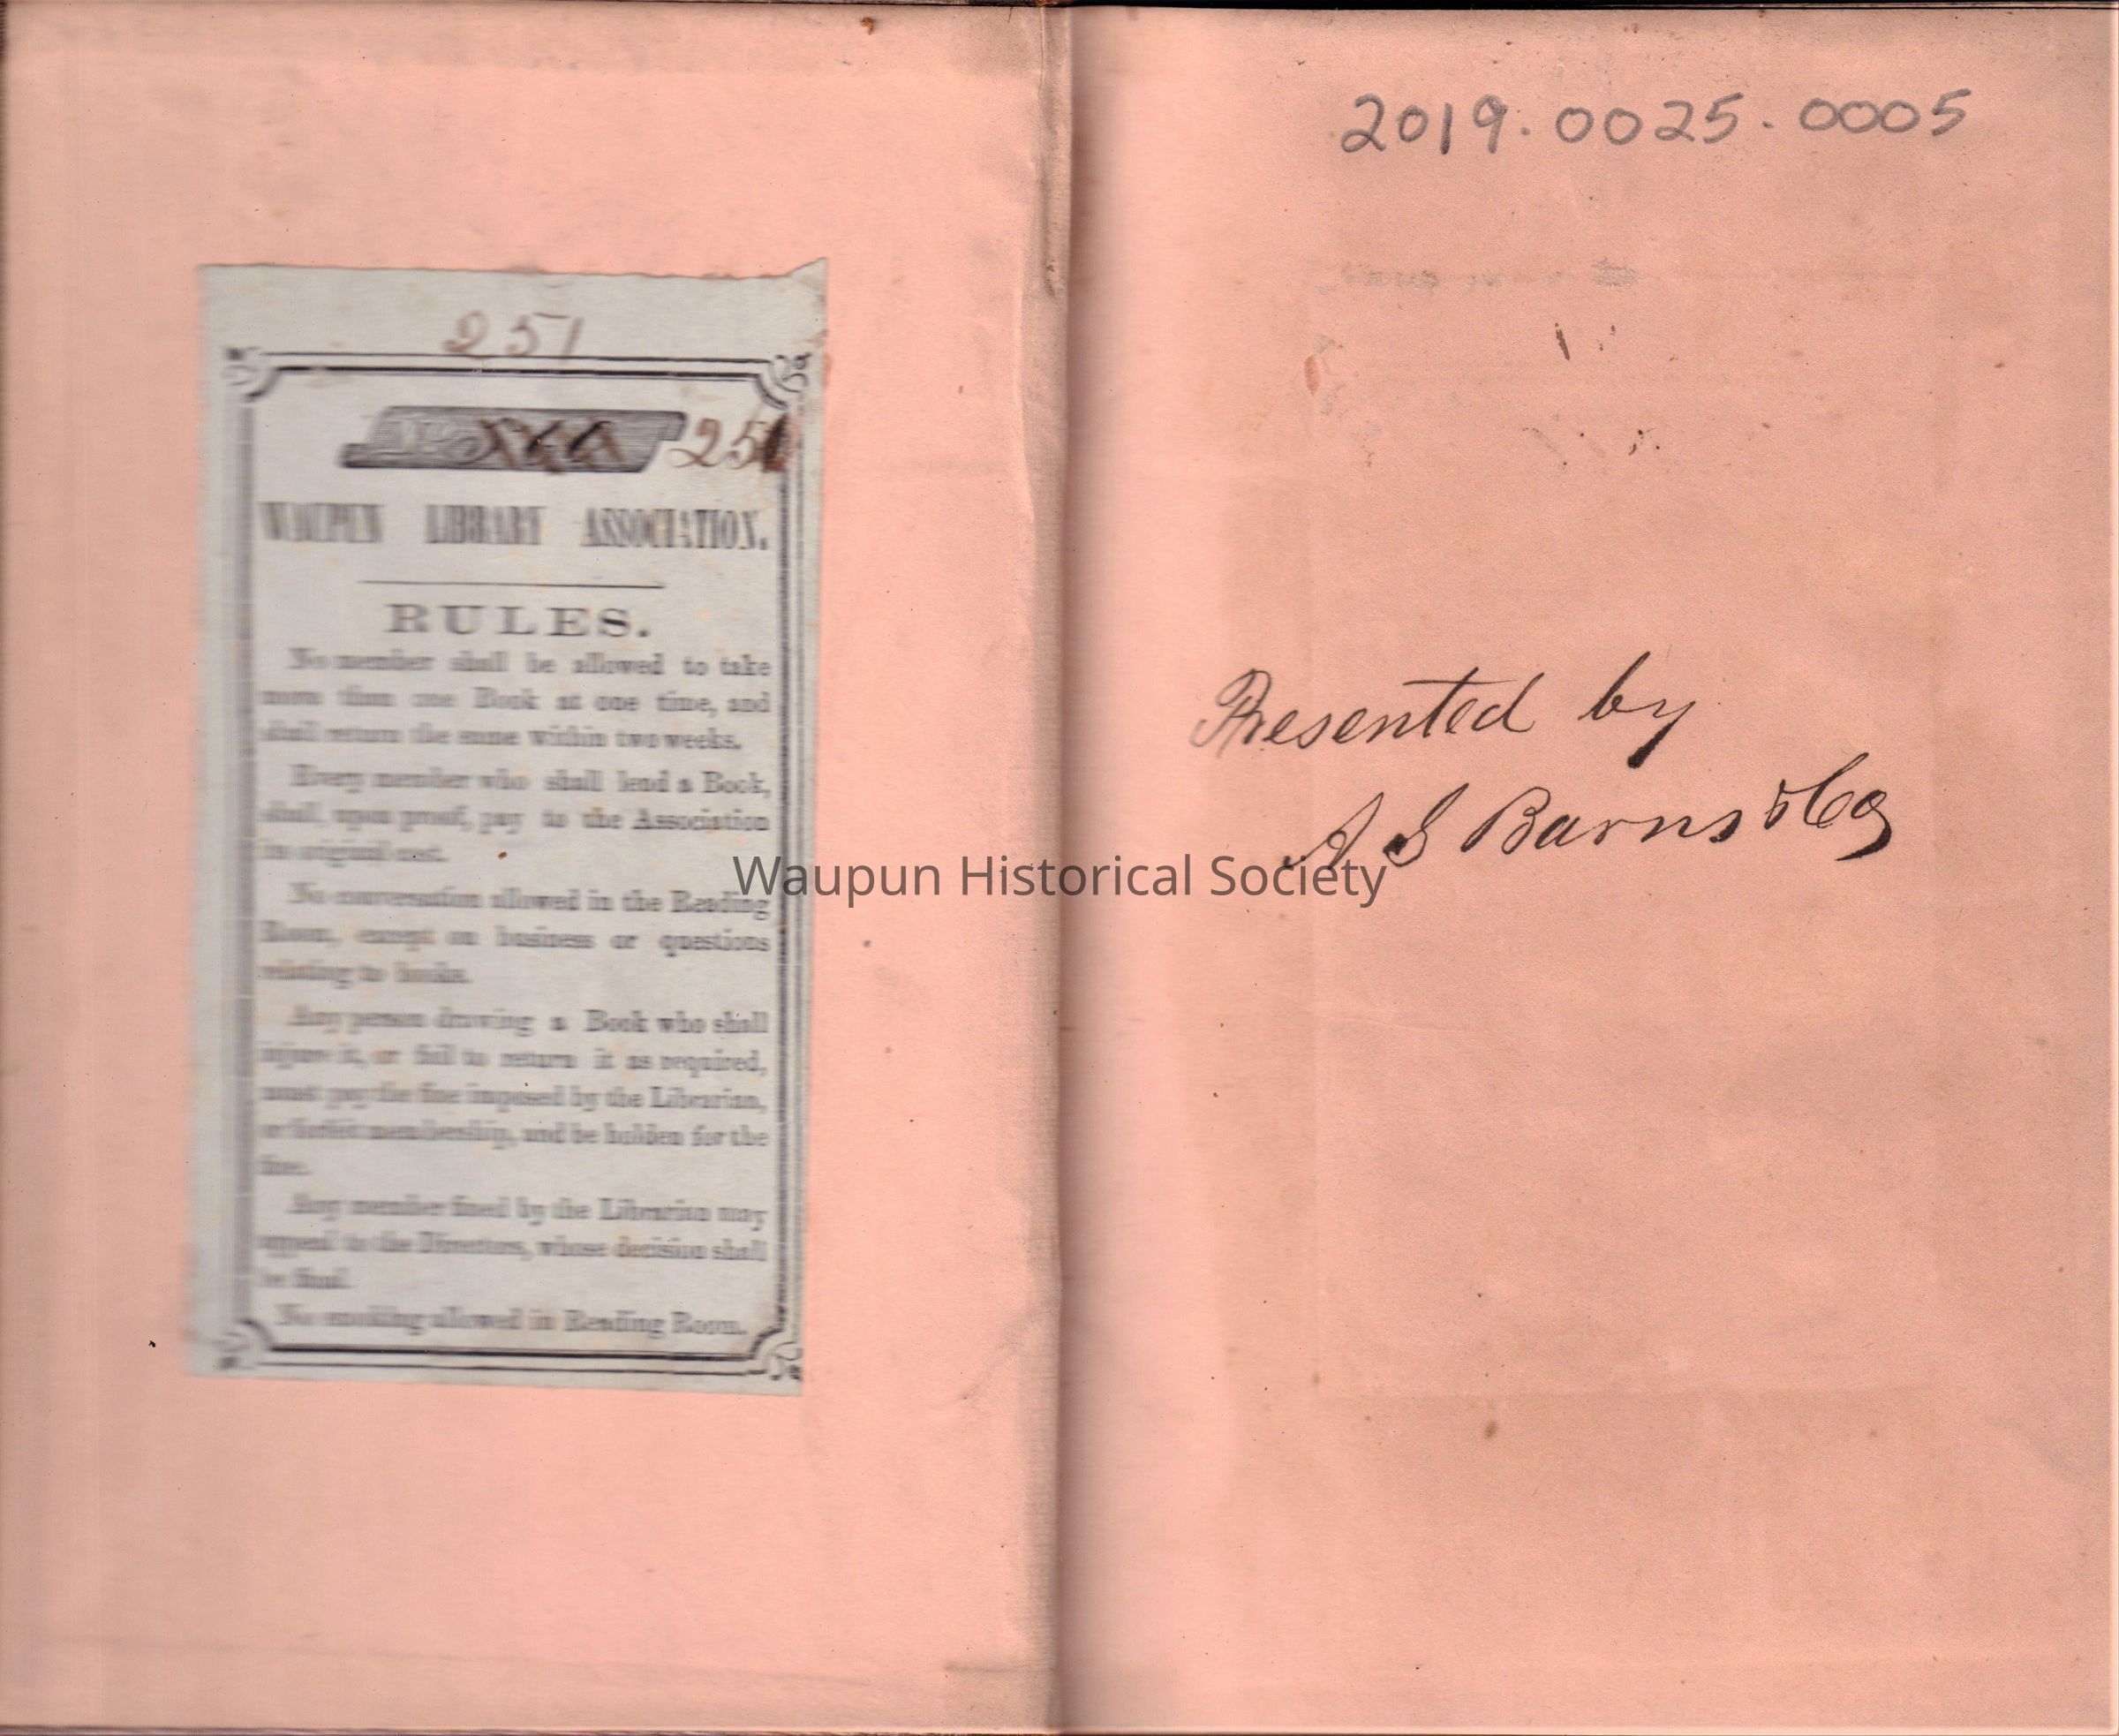 251
No 251
WAUPUN LIBRARY ASSOCIATION.
RULES.
No member shall be allowed to take
more than one Book at one time, and
shall return the same within two weeks.
Every member who shall lend a Book,
shall, upon proof, pay to the Association
its original cost.
No conversation allowed in the Reading
Room, except on business or questions
relating to books.
Any person drawing a Book who shall
injure it, or fail to return it as required,
must pay the fine imposed by the Librarian,
or forfeit membership, and be holden for the
fine.
Any member fined by the Librarian may
appeal to the Directors, whose decision shall
be final.
No smoking allowed in Reading Room.
2019.0025.0005
Presented by
A S Barns & Co
Waupun Historical Society